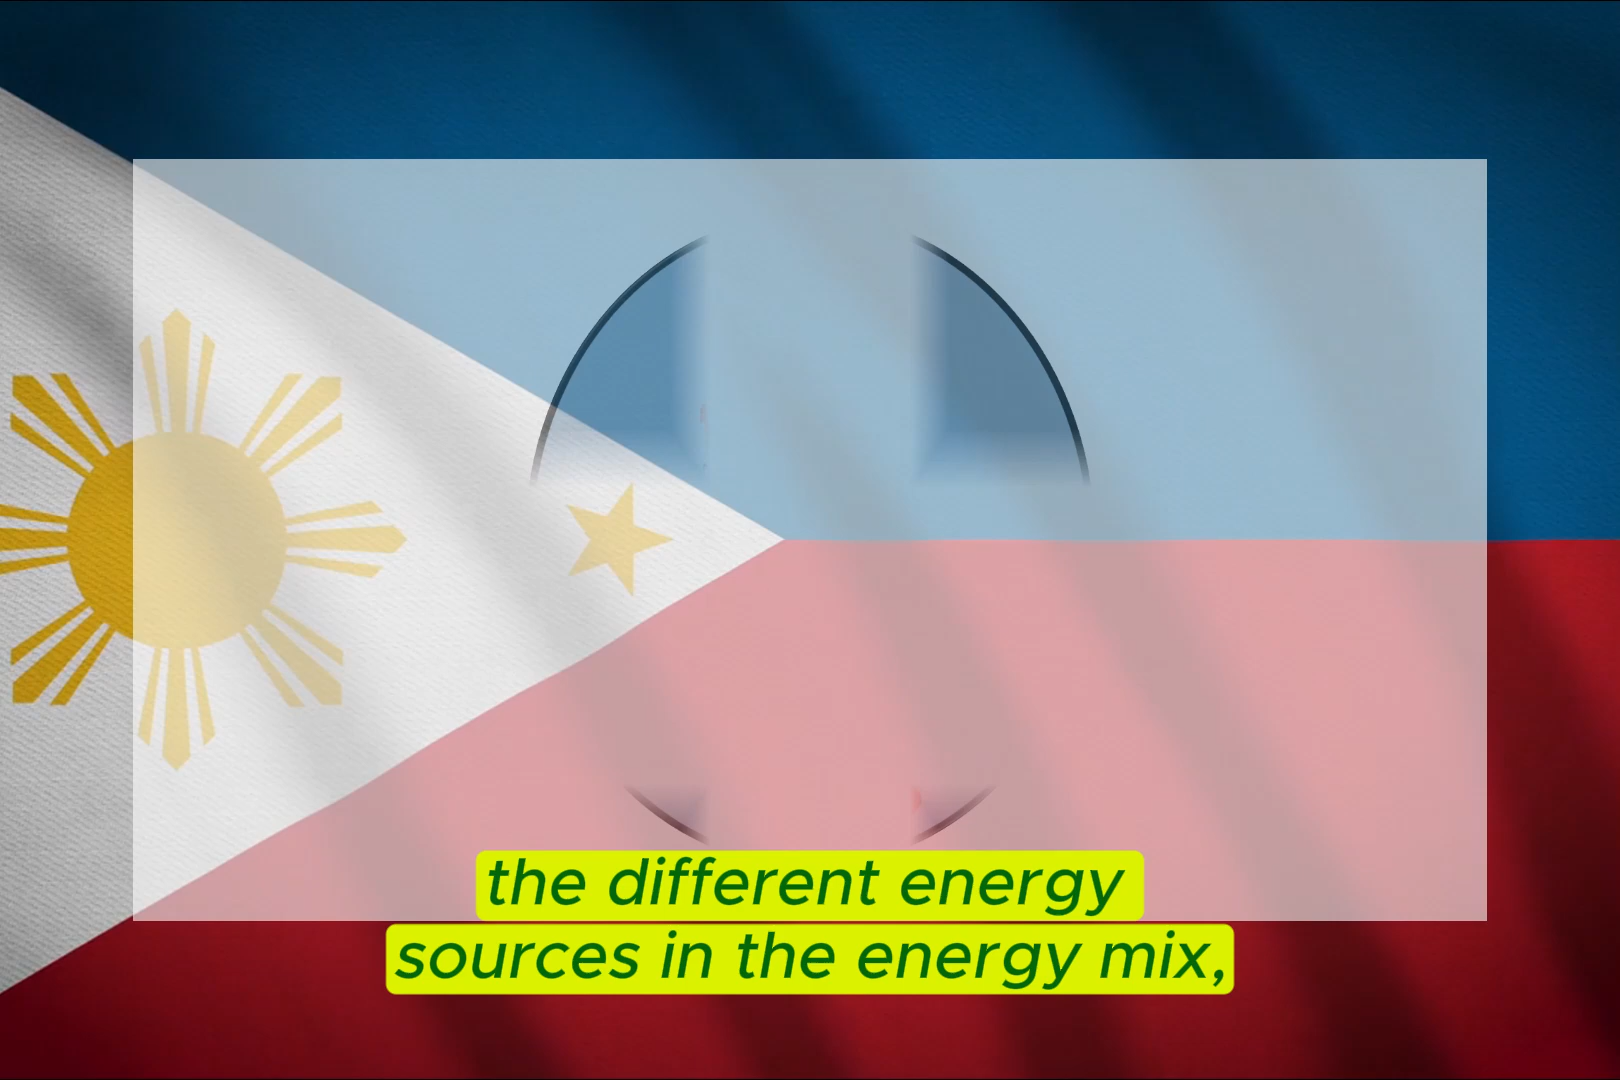 the different energy
sources in the energy mix,